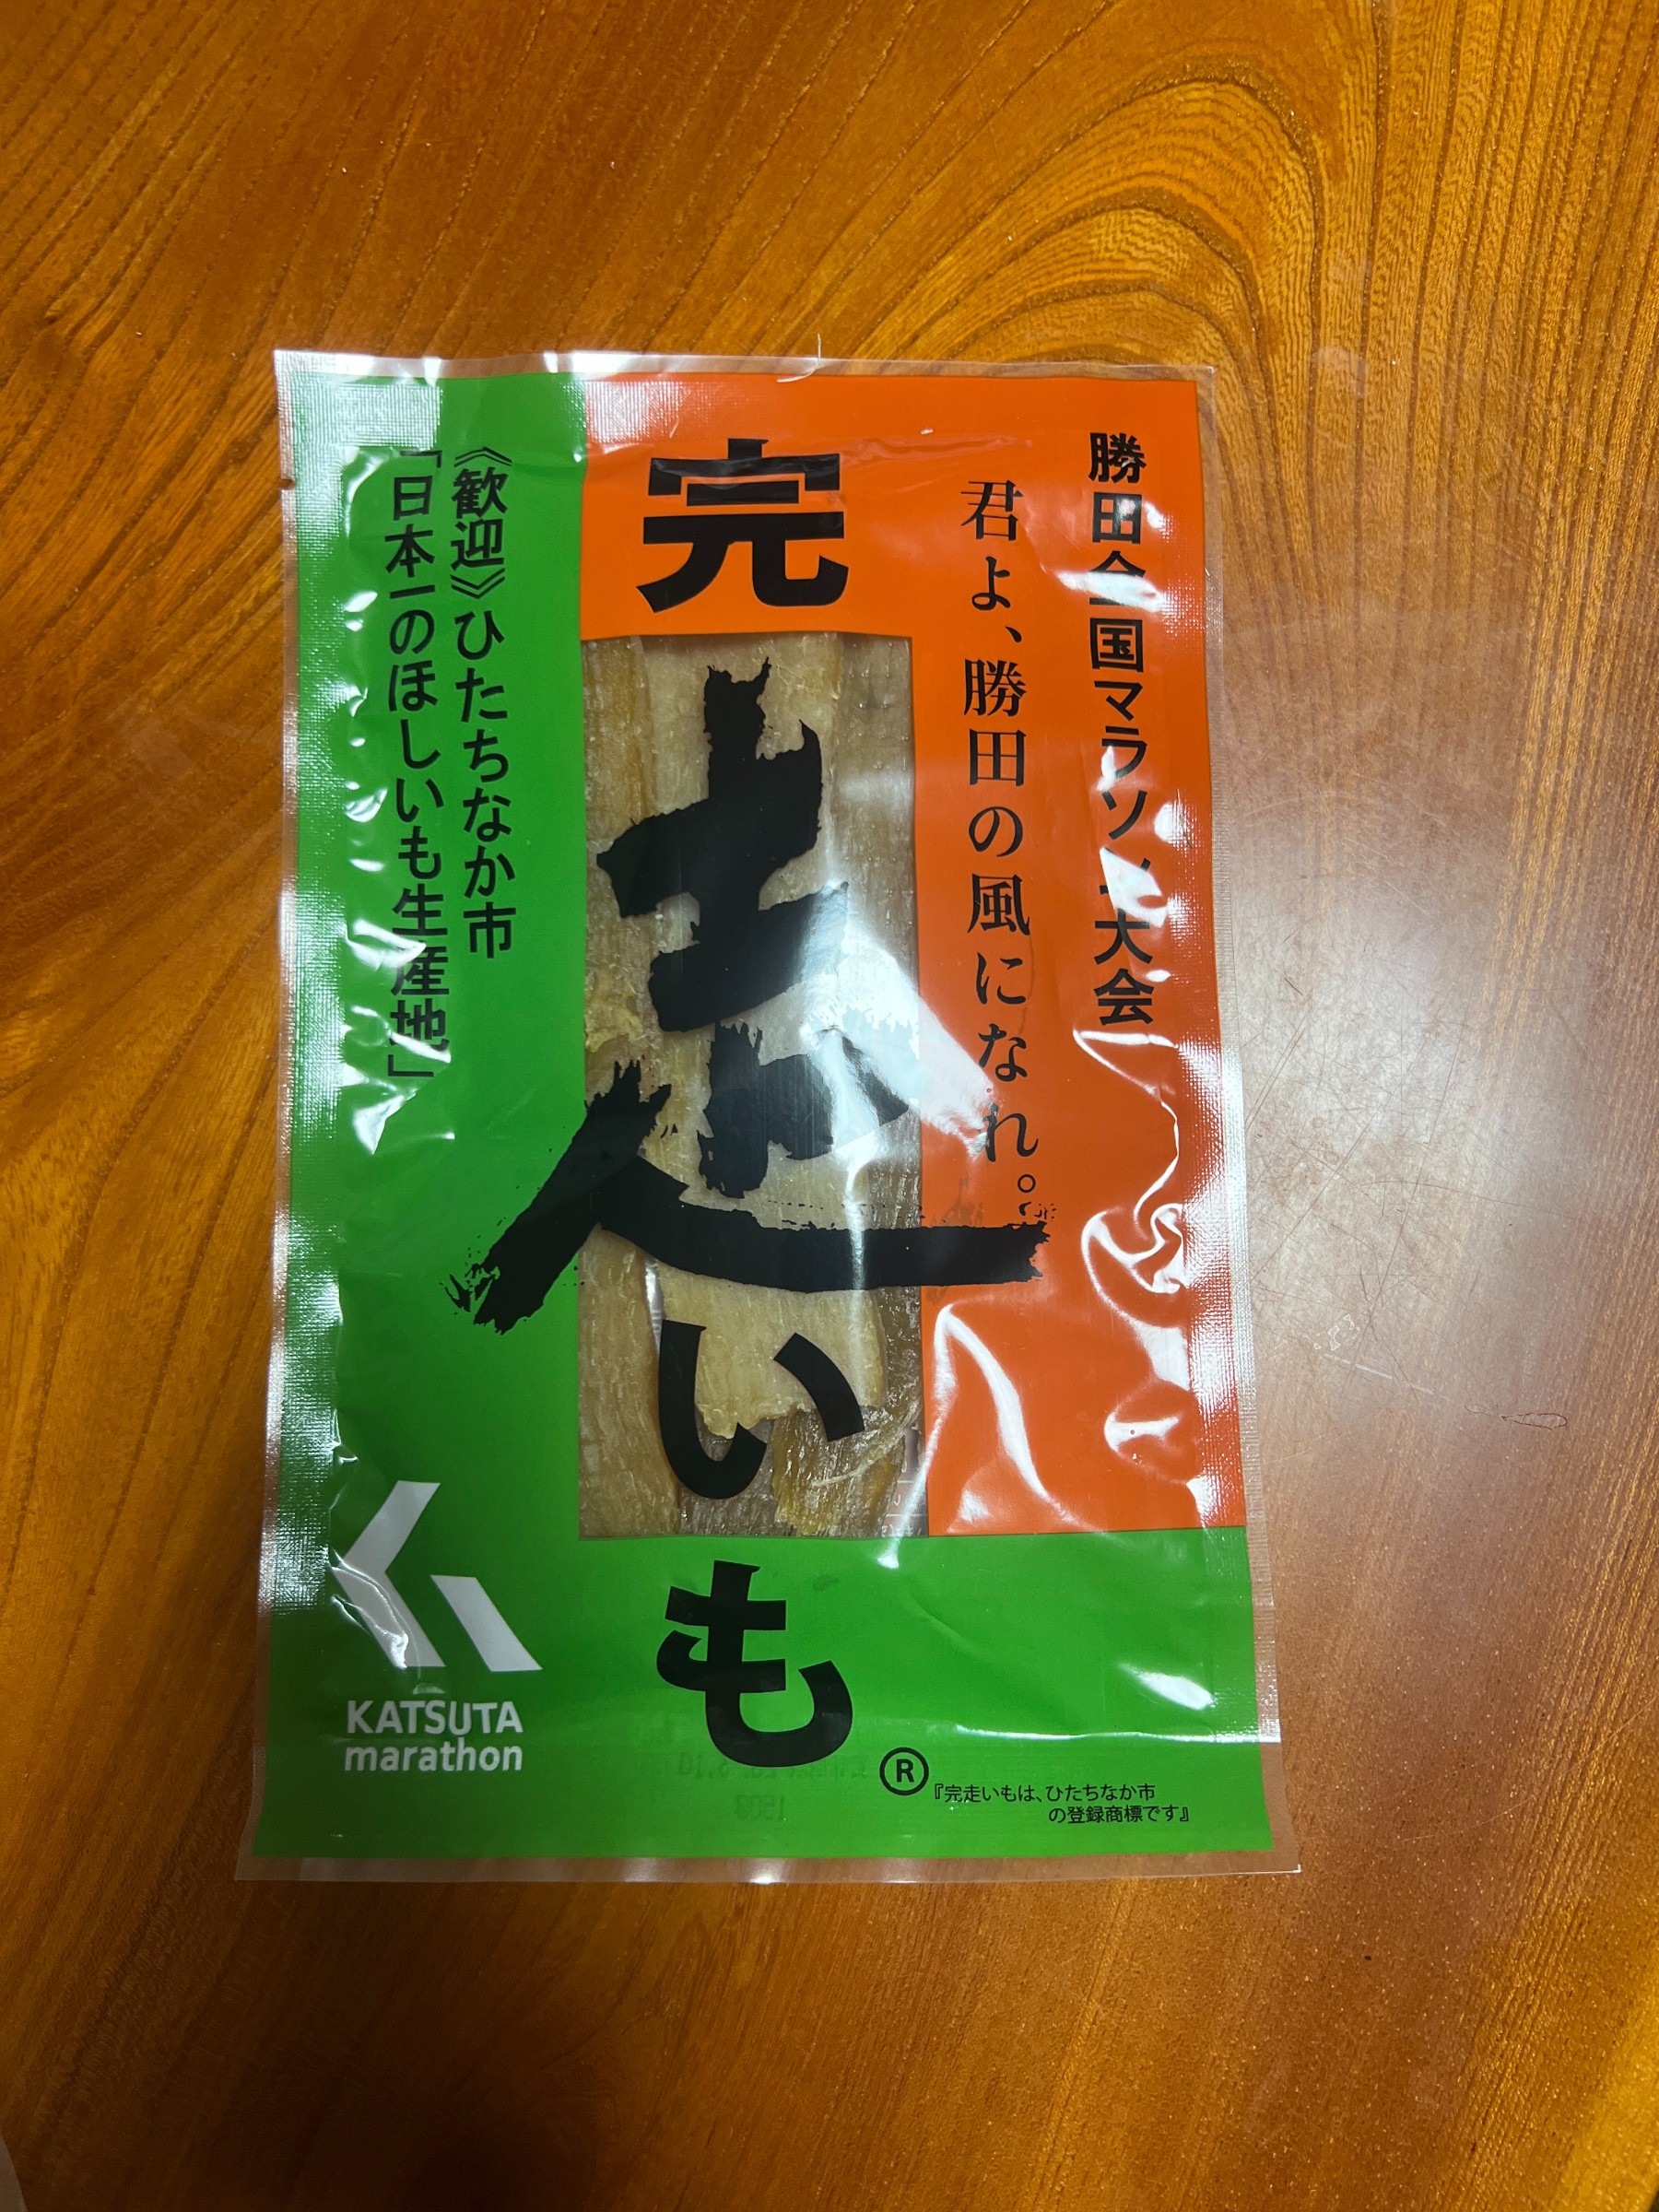 勝田全国マラソン大会
君よ、勝田の風になれ。
完走いも
《歓迎》ひたちなか市
「日本一のほしいも生産地」
KATSUTA
marathon
®
『完走いもは、ひたちなか市
の登録商標です』